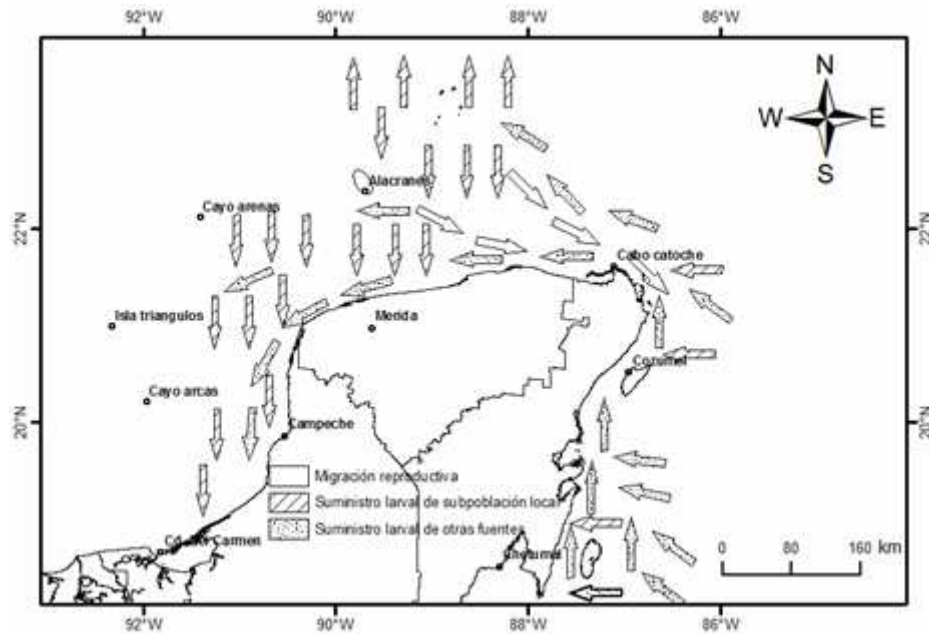 92°W 90°W 88°W 86°W
N
W E
S
Alacranes
Cayo arenas
22°N 22°N
Cabo catoche
Isla triangulos
Merida
Cozumel
Cayo arcas
20°N 20°N
Campeche
Migración reproductiva
Suministro larval de subpoblación local
Suministro larval de otras fuentes
Carmen
Chetumal
0 80 160 km
92°W 90°W 88°W 86°W